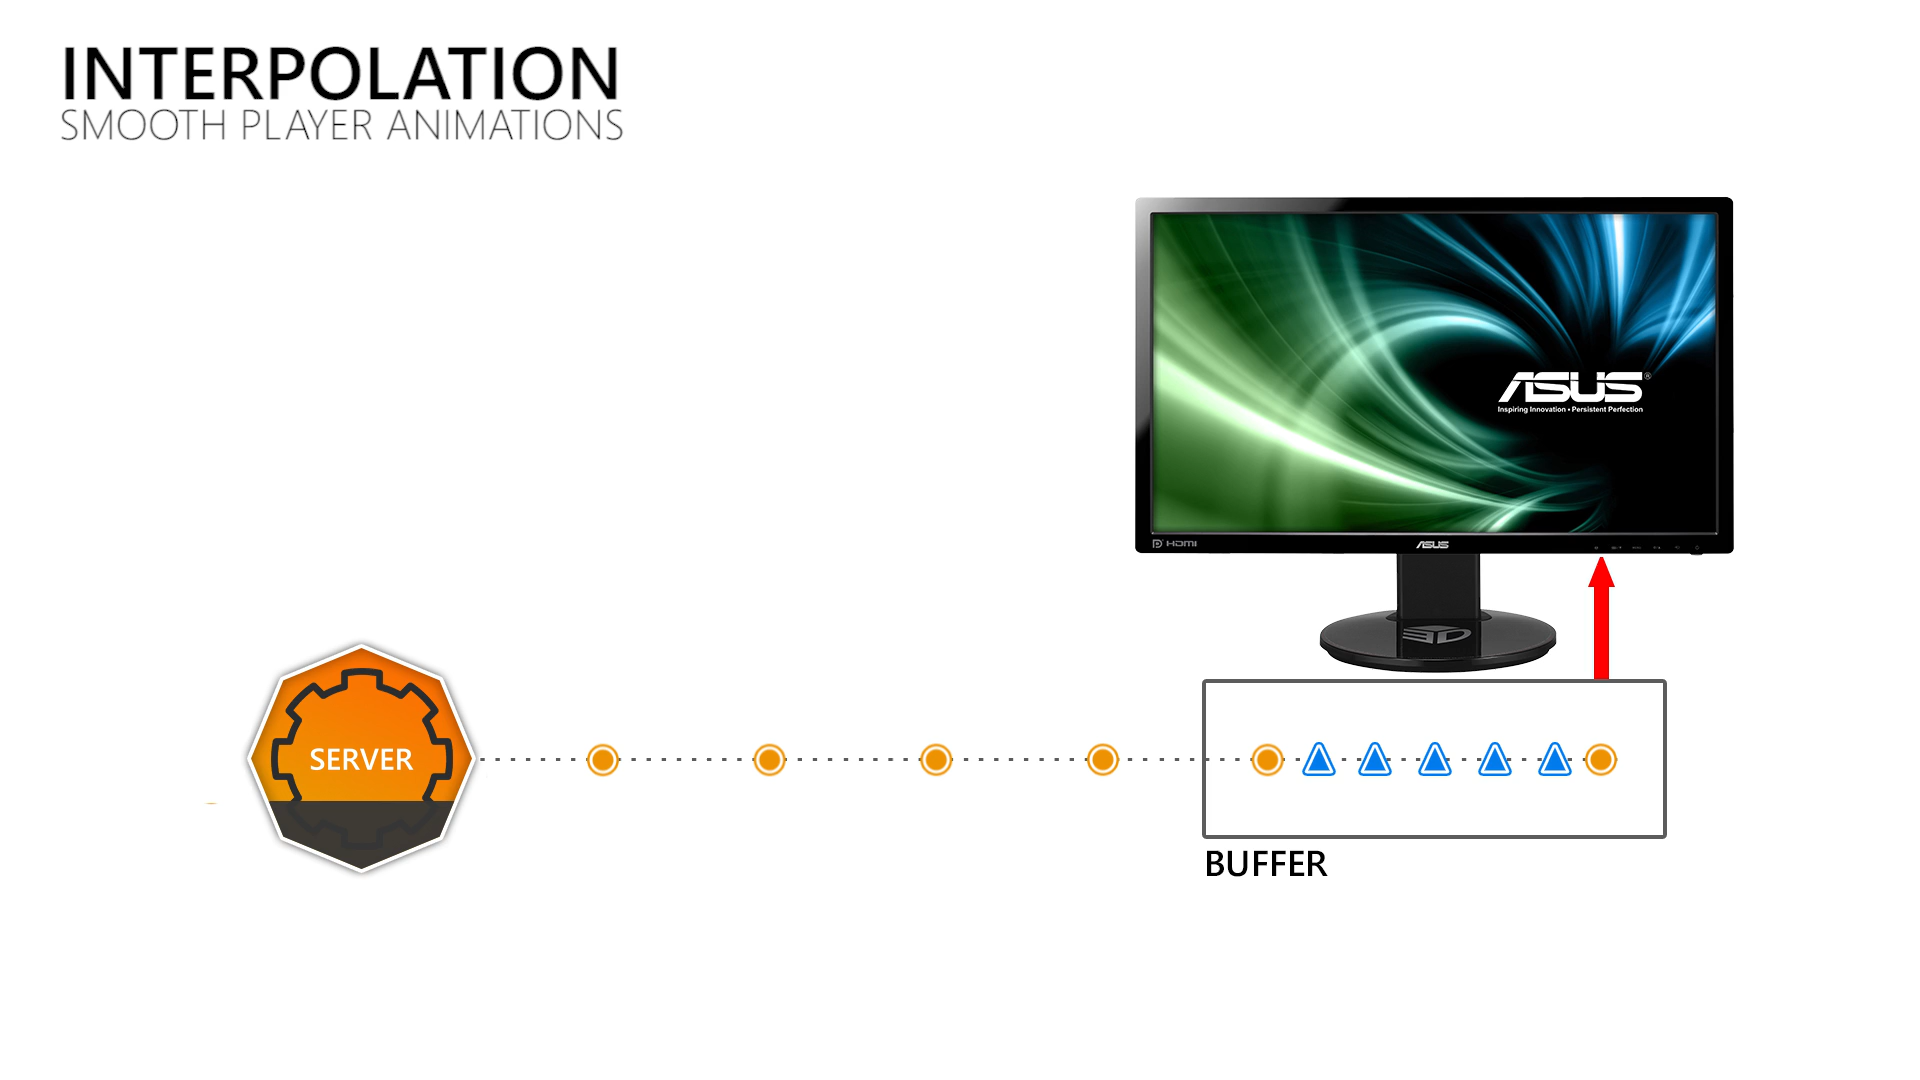 INTERPOLATION
SMOOTH PLAYER ANIMATIONS
ASUS®
Inspiring Innovation • Persistent Perfection
HDMI
ASUS
3D
SERVER
BUFFER